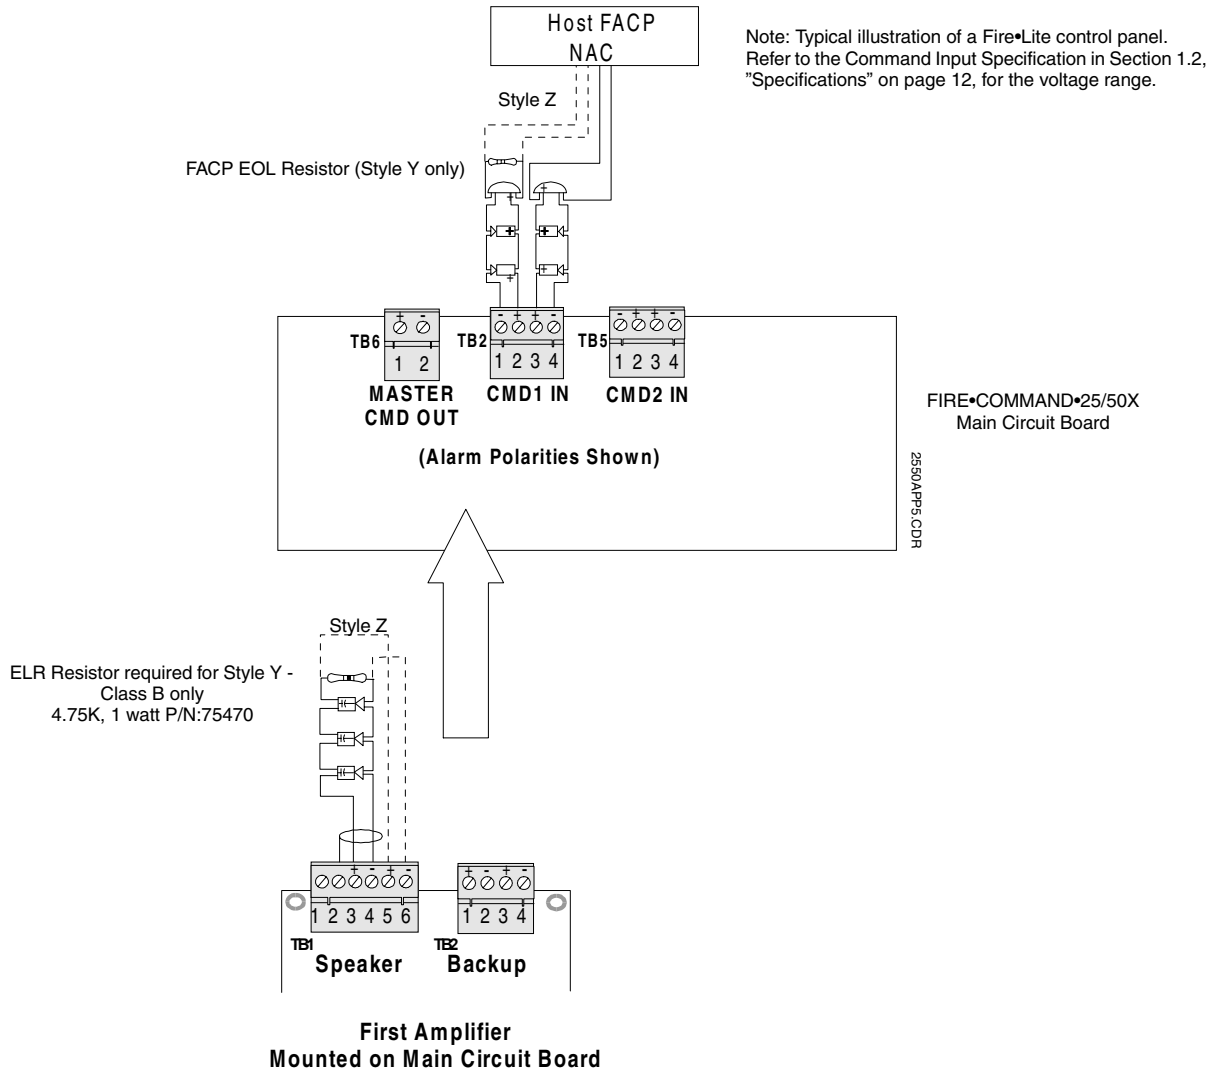 Host FACP
NAC
Note: Typical illustration of a Fire•Lite control panel.
Refer to the Command Input Specification in Section 1.2,
”Specifications” on page 12, for the voltage range.
Style Z
FACP EOL Resistor (Style Y only)
+
+
+ +
+
+
+ - - + + - - + + -
TB6 TB2 TB5
1 2 1 2 3 4 1 2 3 4
MASTER
CMD OUT
CMD1 IN
CMD2 IN
(Alarm Polarities Shown)
FIRE•COMMAND•25/50X
Main Circuit Board
2550APP5.CDR
Style Z
ELR Resistor required for Style Y -
Class B only
4.75K, 1 watt P/N:75470
+ - + - + - + -
1 2 3 4 5 6 1 2 3 4
TB1 TB2
Speaker Backup
First Amplifier
Mounted on Main Circuit Board